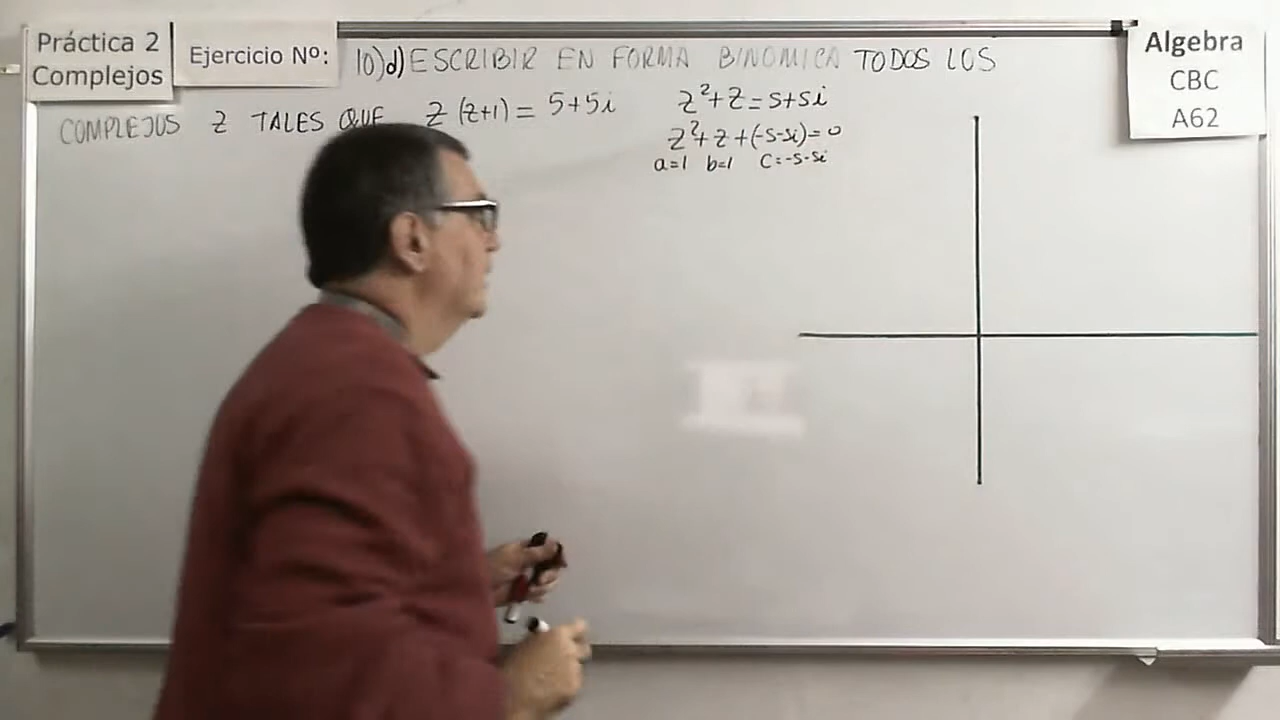 Práctica 2
Complejos
Ejercicio Nº:
10)d) ESCRIBIR EN FORMA BINOMICA TODOS LOS
COMPLEJOS Z TALES QUE Z (Z+1) = 5+5i
Z²+Z=5+5i
Z²+Z+(-5-5i)=0
a=1 b=1 C=-5-5i
Algebra
CBC
A62